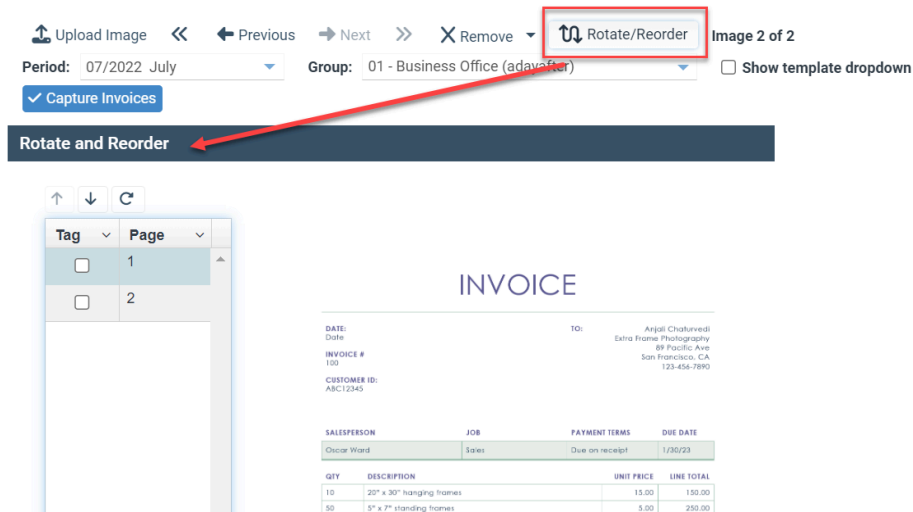 Upload Image Previous Next Remove Rotate/Reorder Image 2 of 2
Period: 07/2022 July Group: 01 - Business Office (adayafter) Show template dropdown
Capture Invoices
Rotate and Reorder
Tag Page
1
2
INVOICE
DATE: TO: Anjali Chaturvedi
Date Extra Frame Photography
89 Pacific Ave
INVOICE # San Francisco, CA
100 123-456-7890
CUSTOMER ID:
ABC12345
SALESPERSON JOB PAYMENT TERMS DUE DATE
Oscar Ward Sales Due on receipt 1/30/23
QTY DESCRIPTION UNIT PRICE LINE TOTAL
10 20" x 30" hanging frames 15.00 150.00
50 5" x 7" standing frames 5.00 250.00